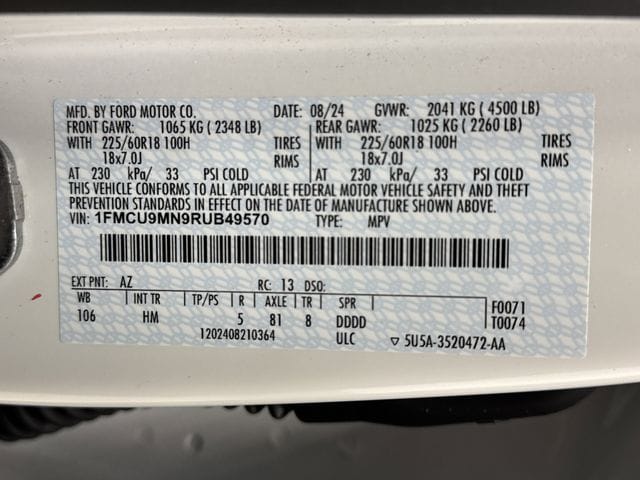 MFD. BY FORD MOTOR CO. DATE: 08/24 GVWR: 2041 KG ( 4500 LB)
FRONT GAWR: 1065 KG ( 2348 LB) REAR GAWR: 1025 KG ( 2260 LB)
WITH 225/60R18 100H TIRES WITH 225/60R18 100H TIRES
18x7.0J RIMS 18x7.0J RIMS
AT 230 kPa/ 33 PSI COLD AT 230 kPa/ 33 PSI COLD
THIS VEHICLE CONFORMS TO ALL APPLICABLE FEDERAL MOTOR VEHICLE SAFETY AND THEFT
PREVENTION STANDARDS IN EFFECT ON THE DATE OF MANUFACTURE SHOWN ABOVE.
VIN: 1FMCU9MN9RUB49570 TYPE: MPV
EXT PNT: AZ RC: 13 DSO:
WB INT TR TP/PS R AXLE TR SPR F0071
106 HM 5 81 8 DDDD T0074
1202408210364 ULC 5U5A-3520472-AA